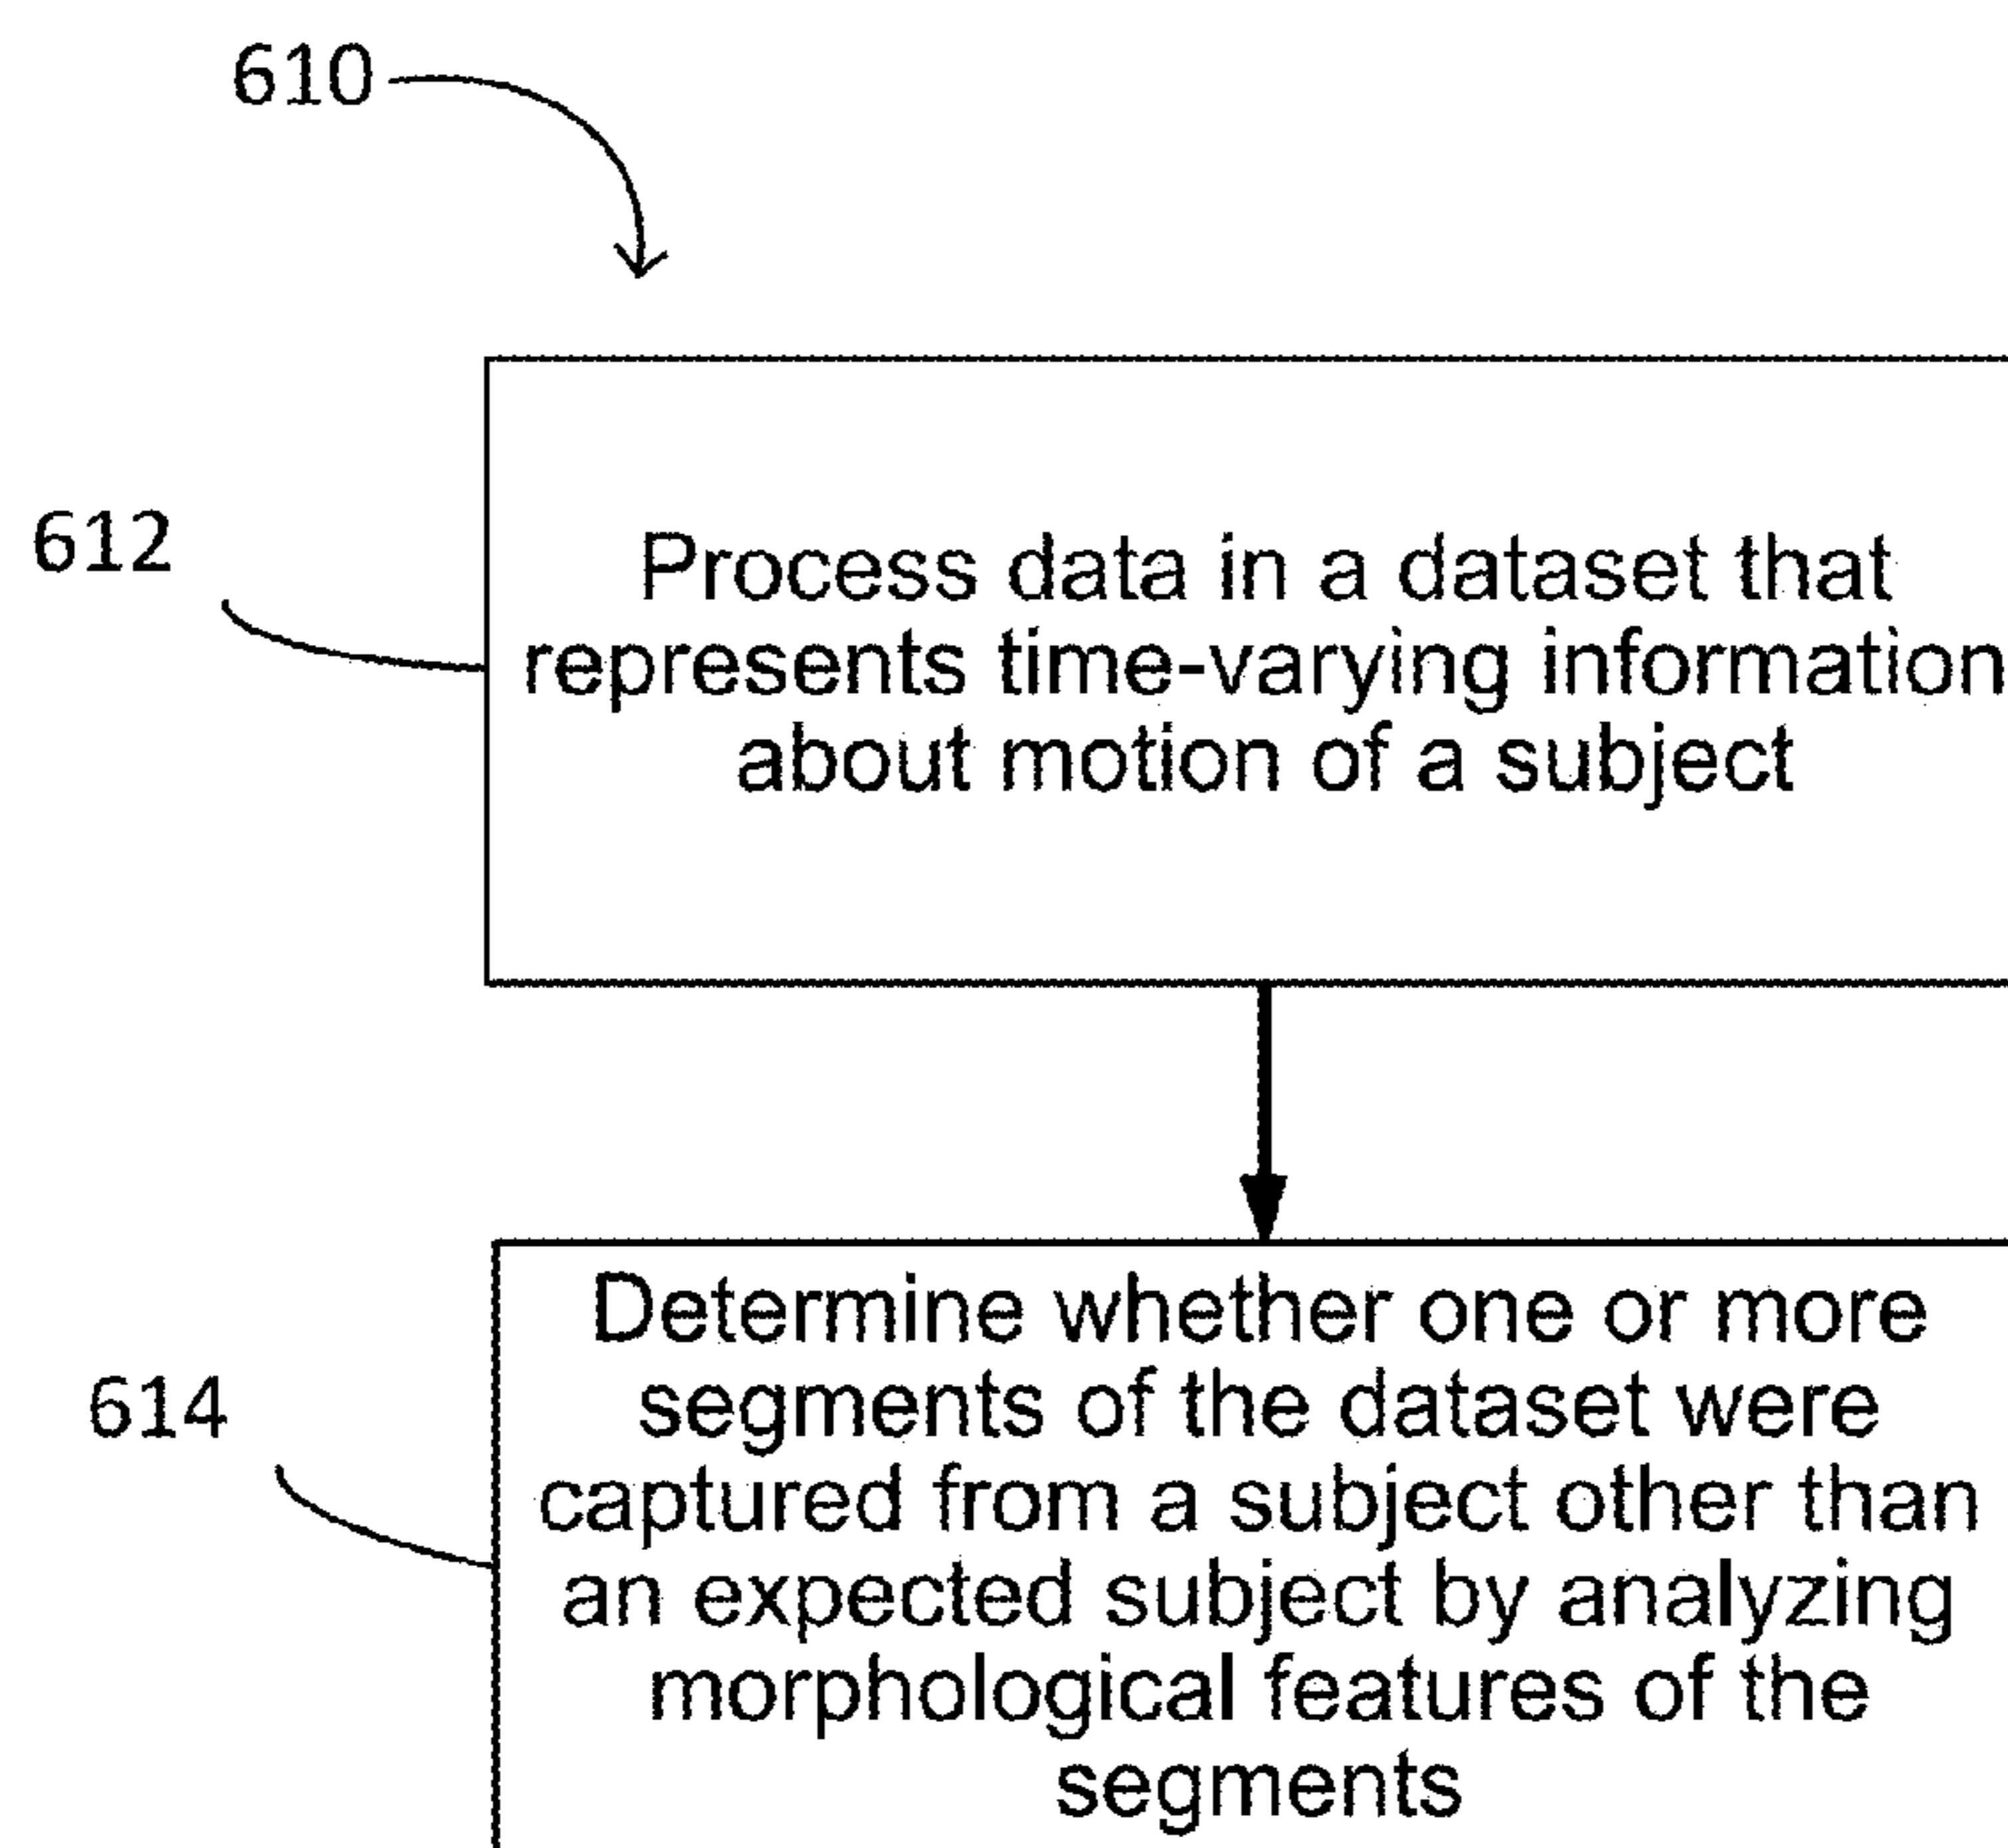 610
612
Process data in a dataset that
represents time-varying information
about motion of a subject
614
Determine whether one or more
segments of the dataset were
captured from a subject other than
an expected subject by analyzing
morphological features of the
segments